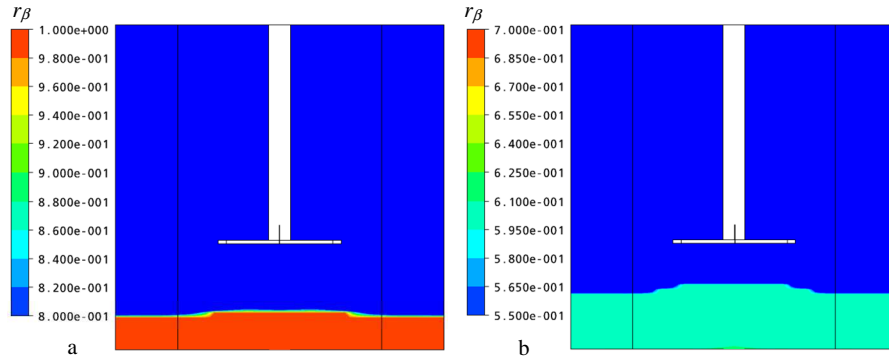 r_β
1.000e+000
9.800e-001
9.600e-001
9.400e-001
9.200e-001
9.000e-001
8.800e-001
8.600e-001
8.400e-001
8.200e-001
8.000e-001
a
r_β
7.000e-001
6.850e-001
6.700e-001
6.550e-001
6.400e-001
6.250e-001
6.100e-001
5.950e-001
5.800e-001
5.650e-001
5.500e-001
b